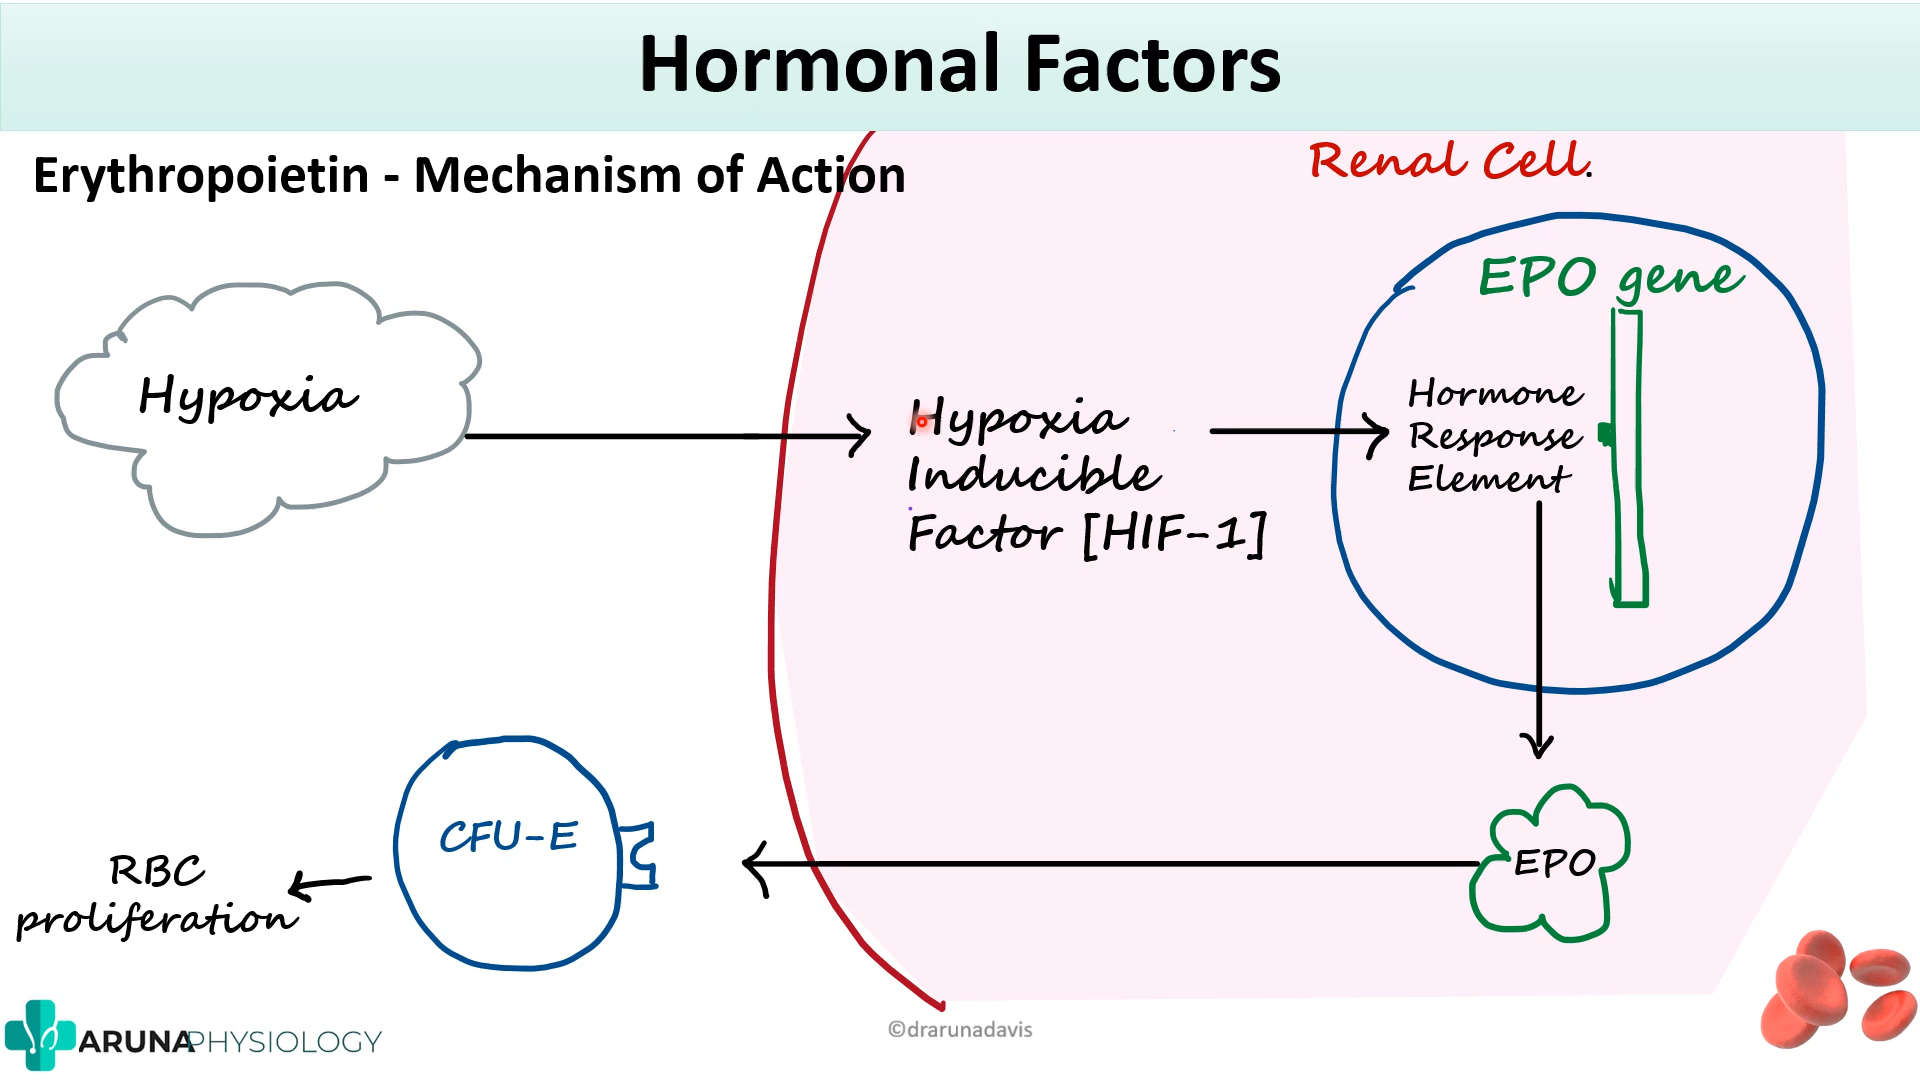 Hormonal Factors
Erythropoietin - Mechanism of Action
Renal Cell.
EPO gene
Hypoxia
Hypoxia
Inducible
Factor [HIF-1]
Hormone
Response
Element
EPO
CFU-E
RBC
proliferation
ARUNAPHYSIOLOGY
©drarunadavis